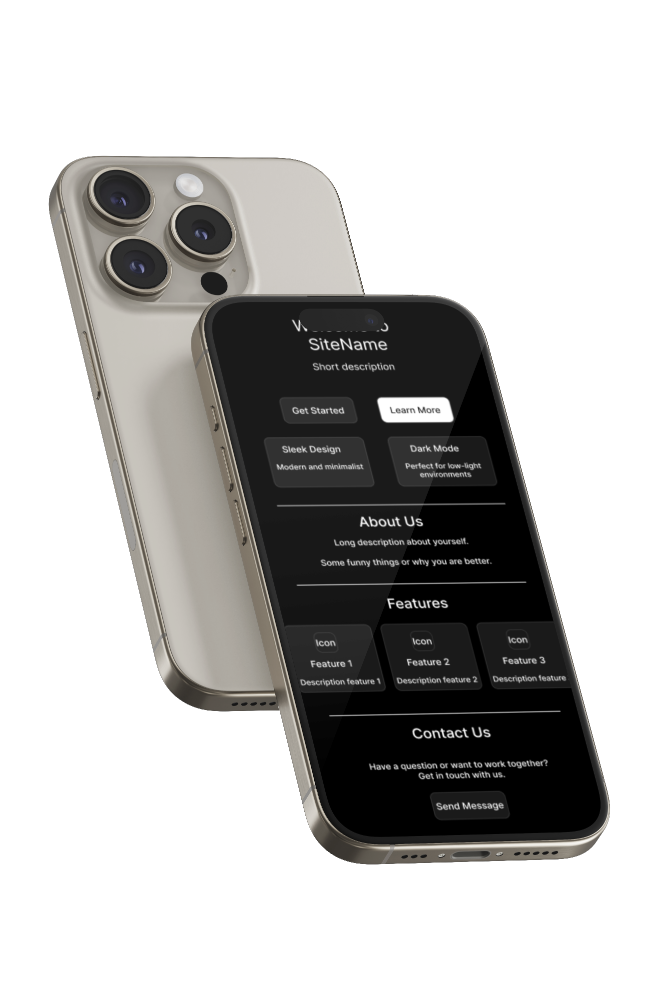 Welcome to
SiteName
Short description
Get Started
Learn More
Sleek Design
Modern and minimalist
Dark Mode
Perfect for low-light
environments
About Us
Long description about yourself.
Some funny things or why you are better.
Features
Icon
Feature 1
Description feature 1
Icon
Feature 2
Description feature 2
Icon
Feature 3
Description feature
Contact Us
Have a question or want to work together?
Get in touch with us.
Send Message